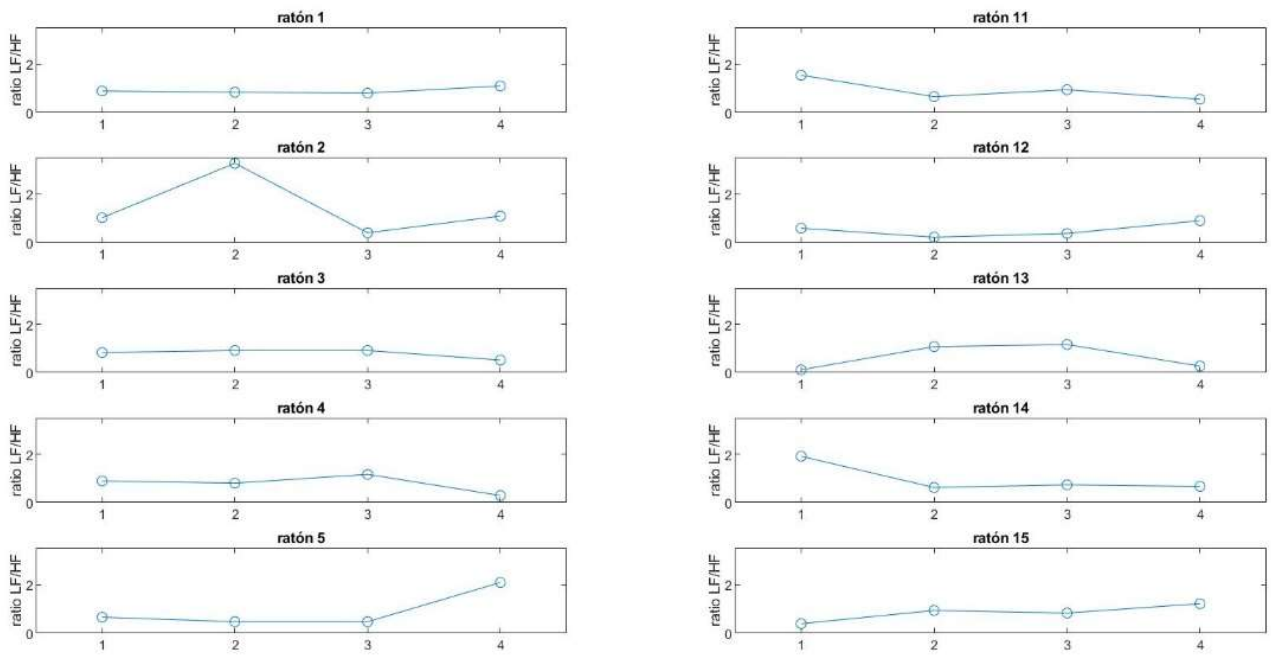 ratón 1
ratio LF/HF
2
0
1 2 3 4
ratón 2
ratio LF/HF
2
0
1 2 3 4
ratón 3
ratio LF/HF
2
0
1 2 3 4
ratón 4
ratio LF/HF
2
0
1 2 3 4
ratón 5
ratio LF/HF
2
0
1 2 3 4
ratón 11
ratio LF/HF
2
0
1 2 3 4
ratón 12
ratio LF/HF
2
0
1 2 3 4
ratón 13
ratio LF/HF
2
0
1 2 3 4
ratón 14
ratio LF/HF
2
0
1 2 3 4
ratón 15
ratio LF/HF
2
0
1 2 3 4